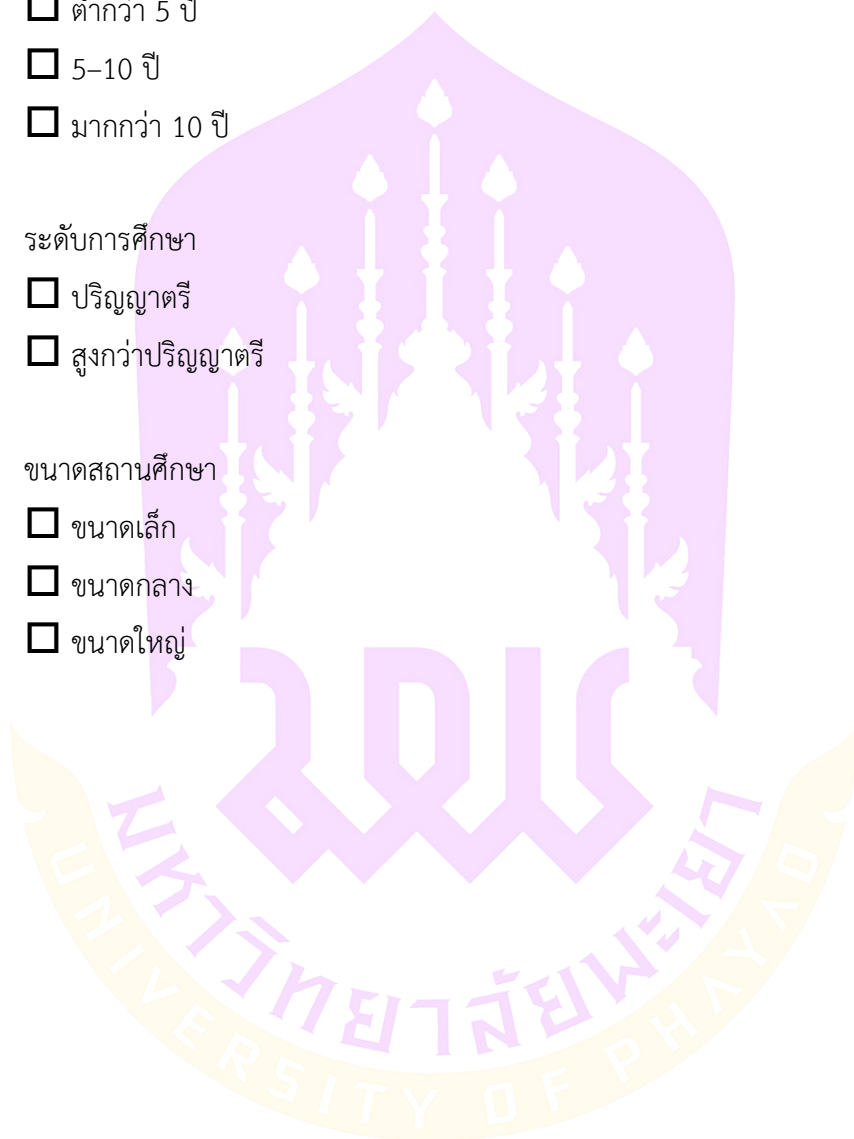 ต่ำกว่า 5 ปี
5–10 ปี
มากกว่า 10 ปี
ระดับการศึกษา
ปริญญาตรี
สูงกว่าปริญญาตรี
ขนาดสถานศึกษา
ขนาดเล็ก
ขนาดกลาง
ขนาดใหญ่
มหาวิทยาลัยพะเยา
UNIVERSITY OF PHAYAO